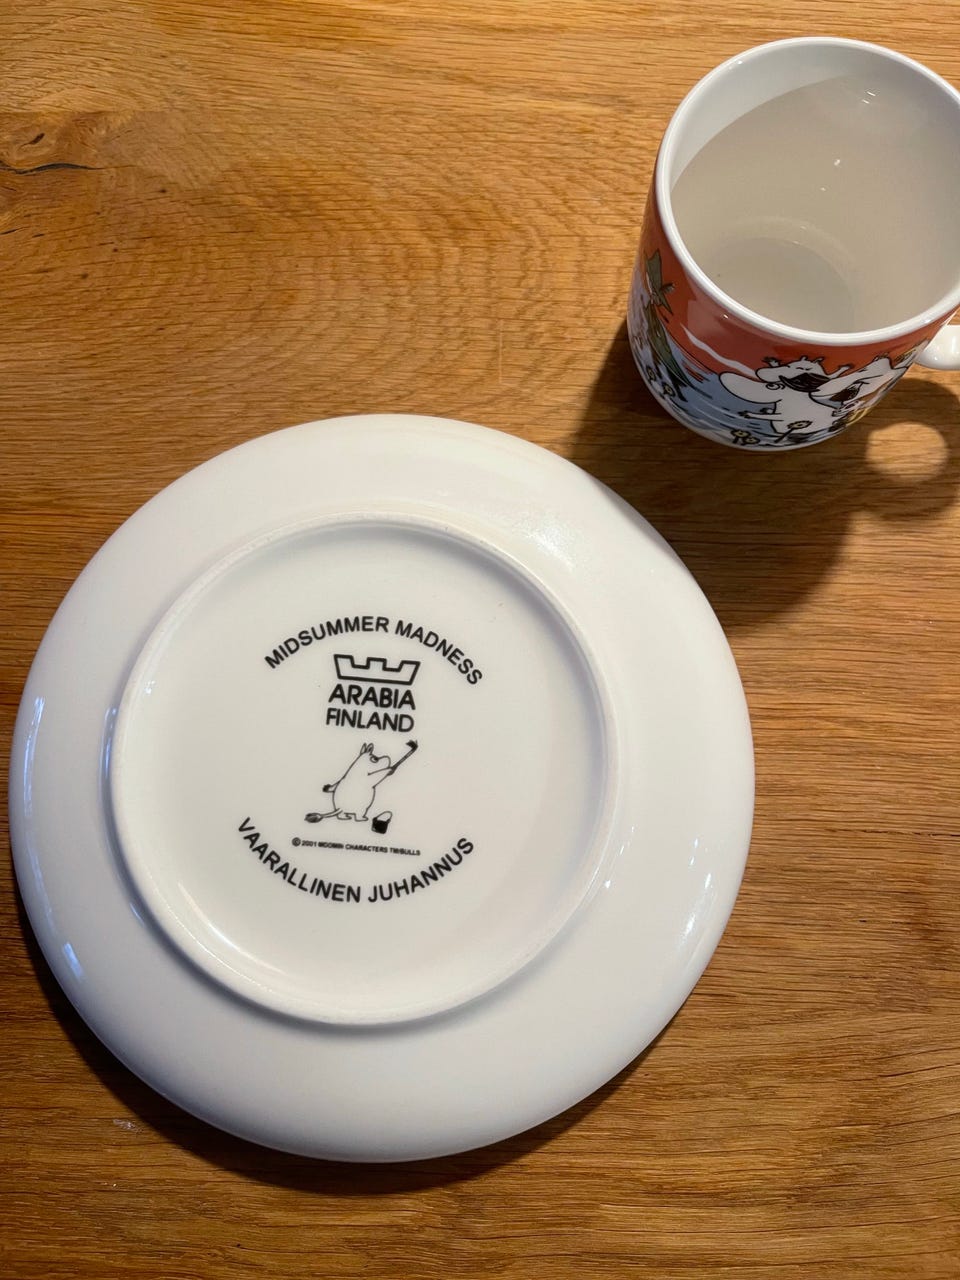 MIDSUMMER MADNESS
ARABIA
FINLAND
© 2001 MOOMIN CHARACTERS TM/BULLS
VAARALLINEN JUHANNUS